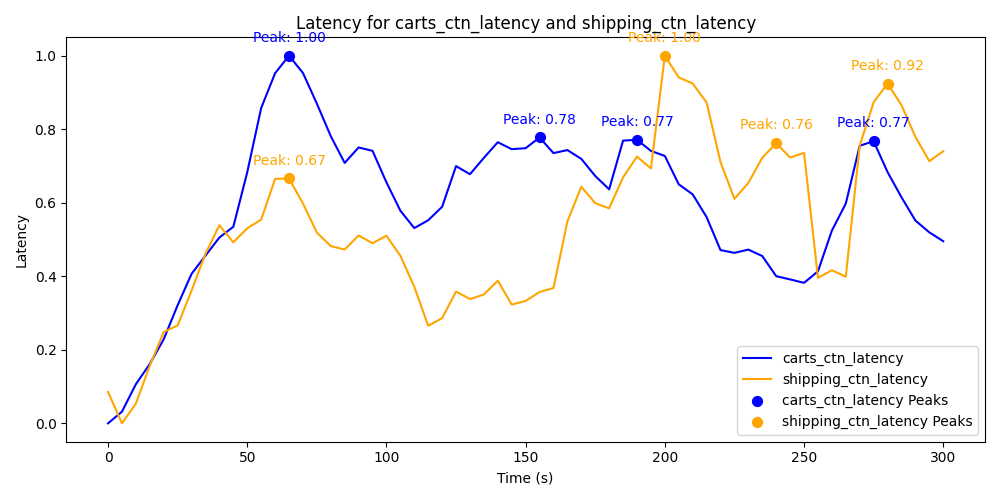 Latency for carts_ctn_latency and shipping_ctn_latency
Peak: 1.00
Peak: 1.00
Peak: 0.92
Peak: 0.78
Peak: 0.77
Peak: 0.76
Peak: 0.77
Peak: 0.67
Latency
1.0
0.8
0.6
0.4
0.2
0.0
carts_ctn_latency
shipping_ctn_latency
carts_ctn_latency Peaks
shipping_ctn_latency Peaks
0
50
100
150
200
250
300
Time (s)